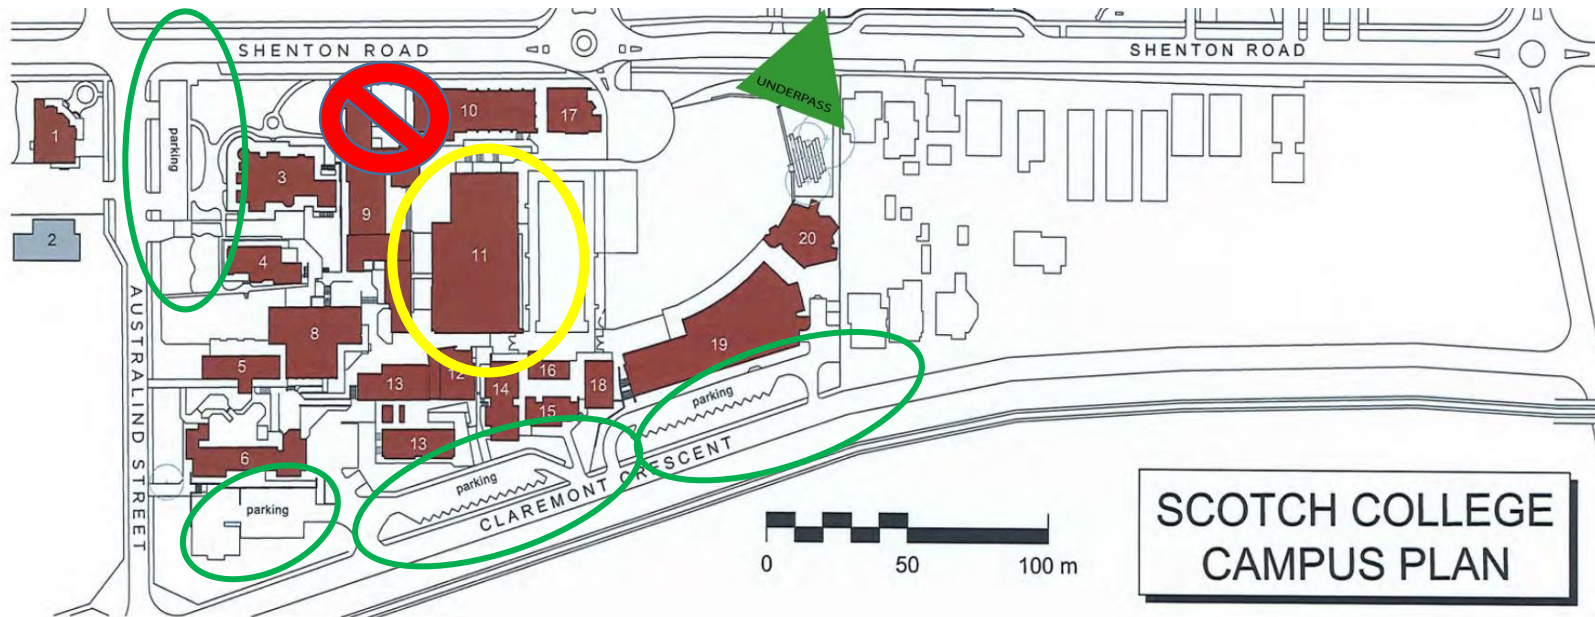 SHENTON ROAD
SHENTON ROAD
UNDERPASS
10
17
1
parking
3
9
2
4
11
20
AUSTRALIND STREET
8
19
5
13
12
14
16
18
15
parking
13
6
parking
parking
CLAREMONT CRESCENT
0
50
100 m
SCOTCH COLLEGE
CAMPUS PLAN